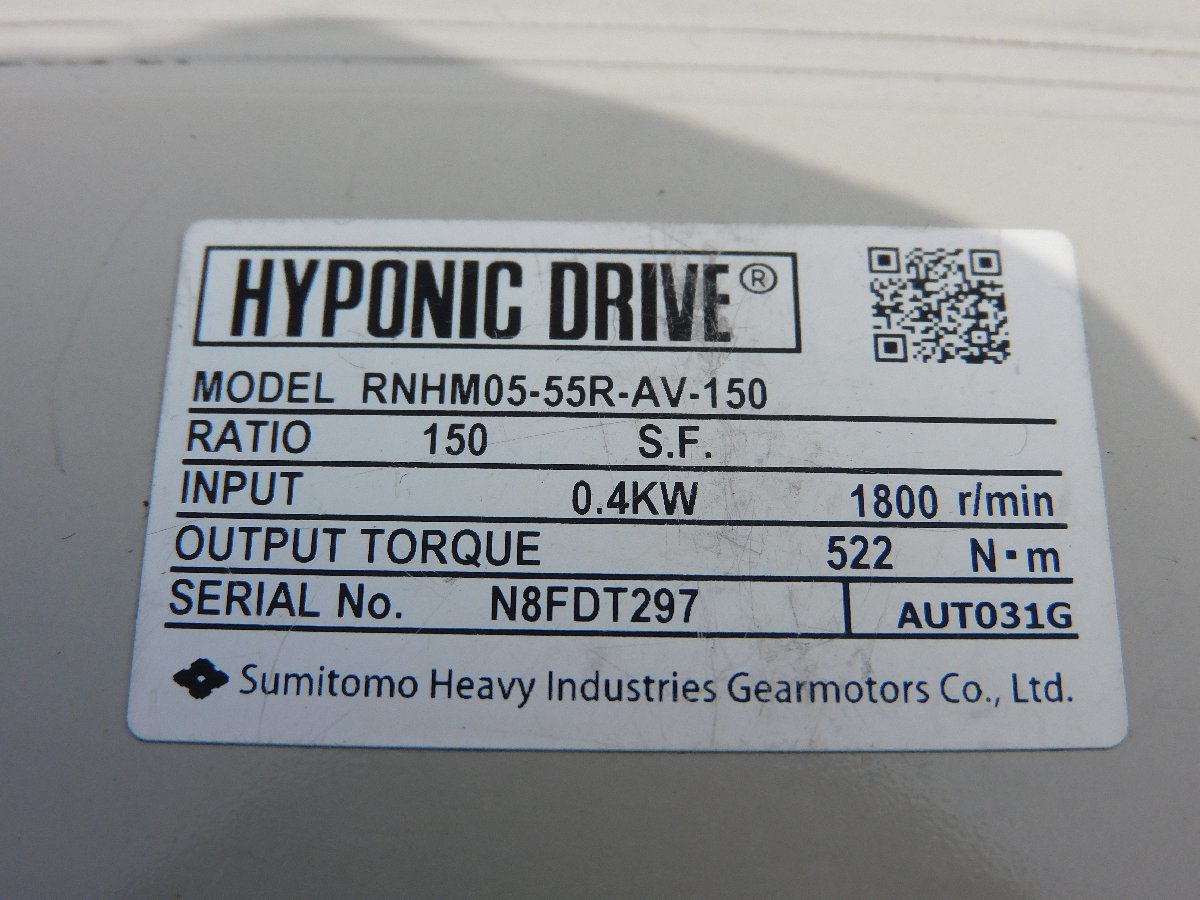 HYPONIC DRIVE®
MODEL RNHM05-55R-AV-150
RATIO 150 S.F.
INPUT 0.4KW 1800 r/min
OUTPUT TORQUE 522 N·m
SERIAL No. N8FDT297 AUT031G
Sumitomo Heavy Industries Gearmotors Co., Ltd.